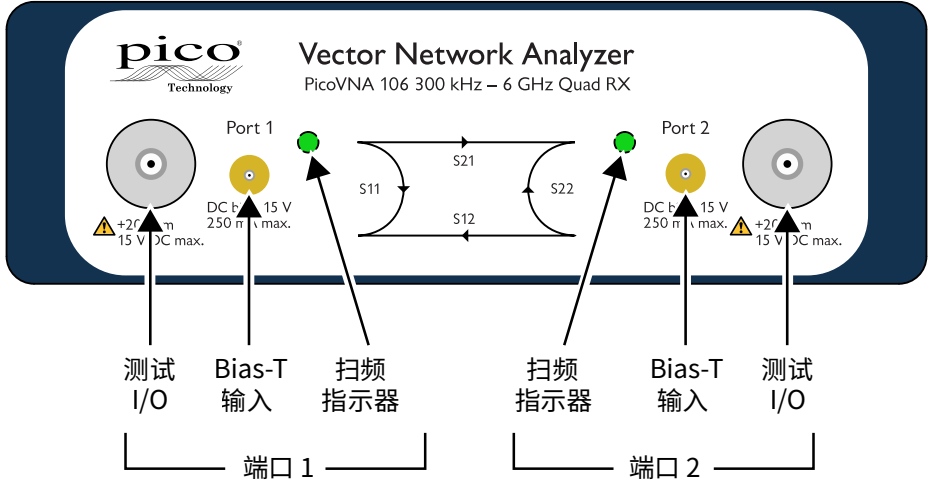 pico
Technology
Vector Network Analyzer
PicoVNA 106 300 kHz – 6 GHz Quad RX
Port 1
Port 2
S21
S11
S22
S12
DC 15 V
250 max.
15 V DC max.
DC 15 V
250 max.
15 V DC max.
测试
I/O
Bias-T
输入
扫频
指示器
扫频
指示器
Bias-T
输入
测试
I/O
端口 1
端口 2